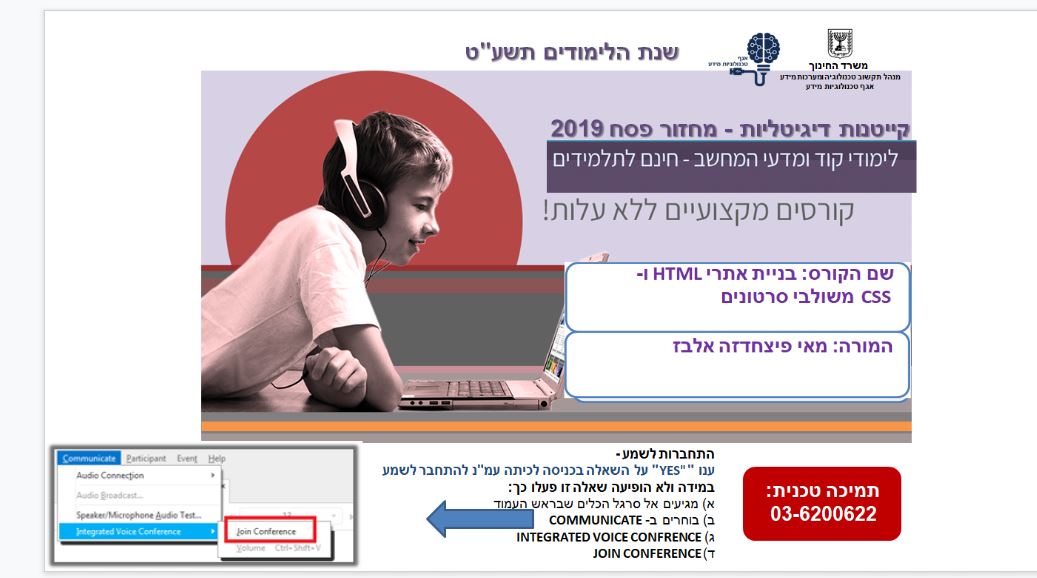 שנת הלימודים תשע"ט
אגף
טכנולוגיות מידע
משרד החינוך
מנהל תקשוב טכנולוגיה ומערכות מידע
אגף טכנולוגיות מידע
קייטנות דיגיטליות - מחזור פסח 2019
לימודי קוד ומדעי המחשב - חינם לתלמידים
קורסים מקצועיים ללא עלות!
שם הקורס: בניית אתרי HTML ו-
CSS משולבי סרטונים
המורה: מאי פיצחדזה אלבז
התחברות לשמע -
ענו "YES" על השאלה בכניסה לכיתה עמ"נ להתחבר לשמע
במידה ולא הופיעה שאלה זו פעלו כך:
א) מגיעים אל סרגל הכלים שבראש העמוד
ב) בוחרים ב- COMMUNICATE
ג) INTEGRATED VOICE CONFRENCE
ד) JOIN CONFERENCE
תמיכה טכנית:
03-6200622
Communicate Participant Event Help
Audio Connection
Audio Broadcast...
Speaker/Microphone Audio Test...
Integrated Voice Conference
Join Conference
Volume Ctrl+Shift+V